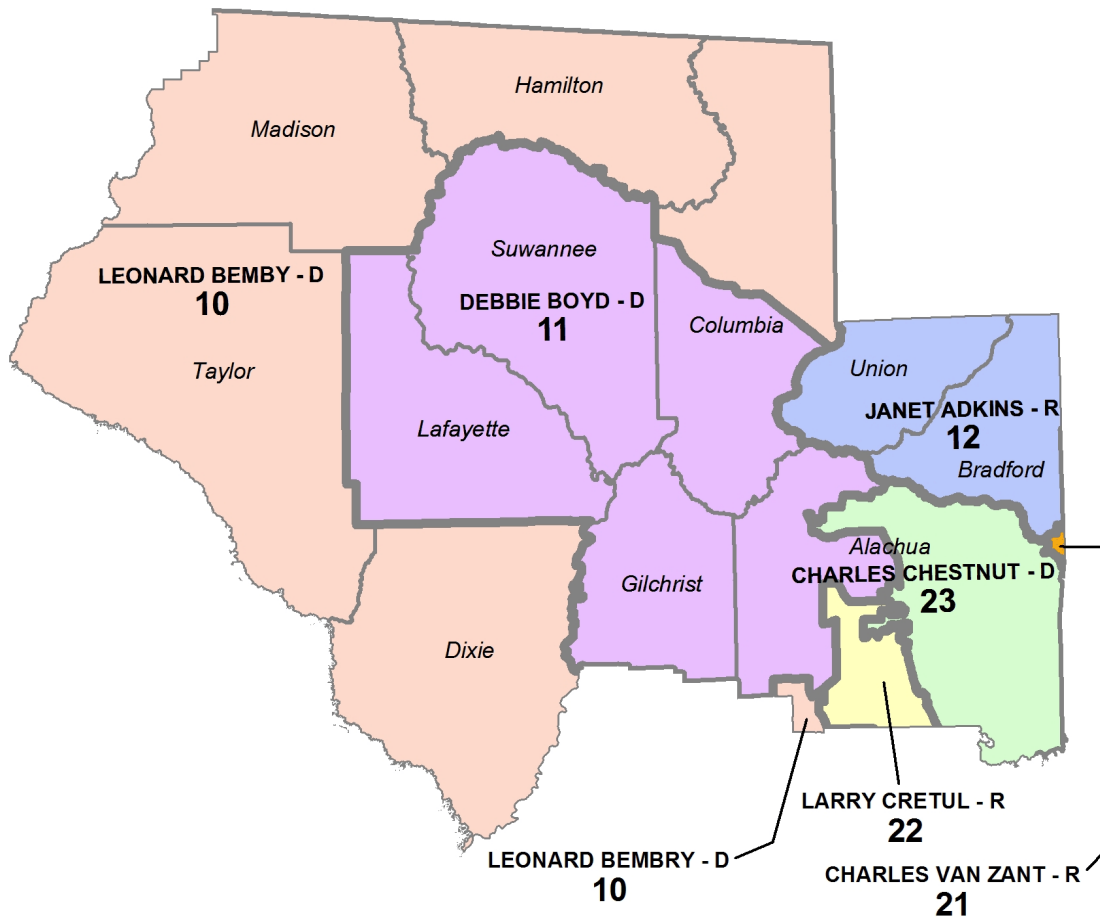 Hamilton
Madison
Suwannee
LEONARD BEMBY - D
10
DEBBIE BOYD - D
11
Columbia
Taylor
Union
JANET ADKINS - R
12
Lafayette
Bradford
Alachua
CHARLES CHESTNUT - D
23
Gilchrist
Dixie
LARRY CRETUL - R
22
LEONARD BEMBRY - D
10
CHARLES VAN ZANT - R
21